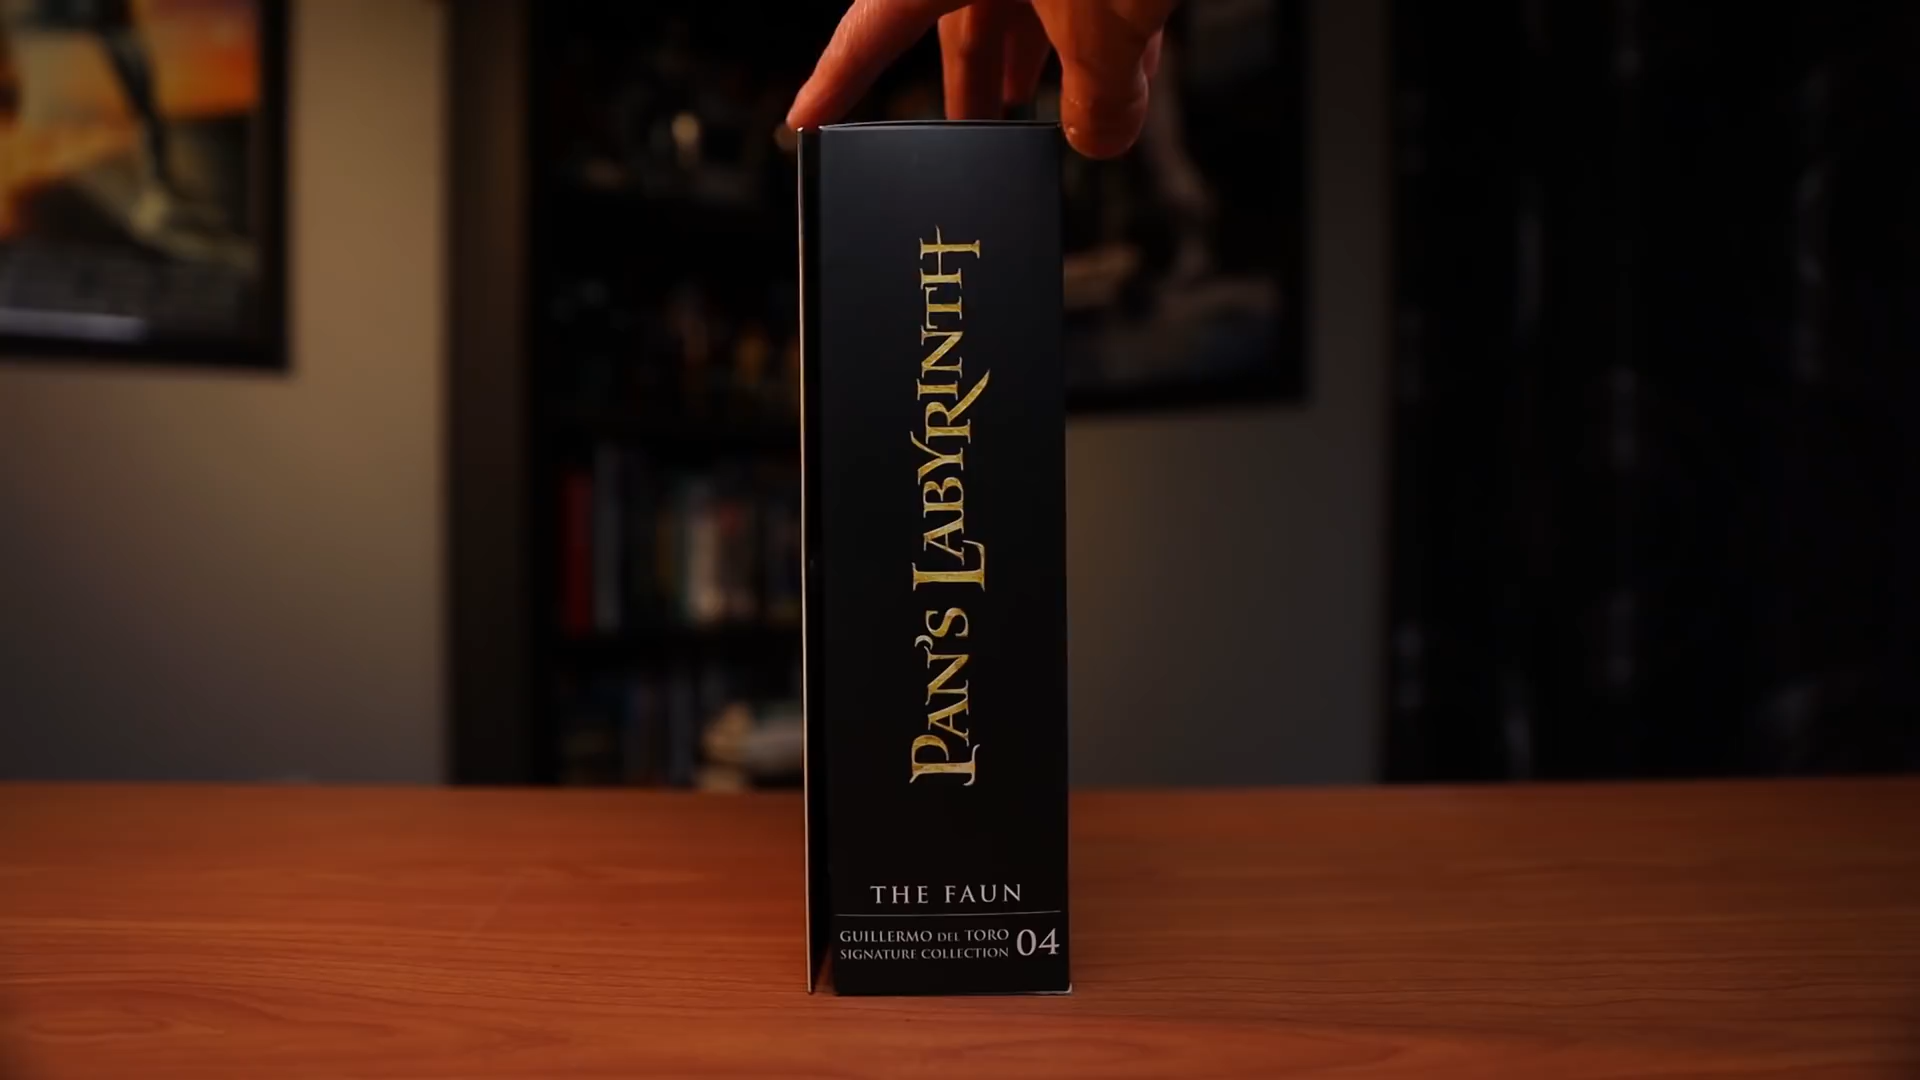 PAN'S LABYRINTH
THE FAUN
GUILLERMO DEL TORO
SIGNATURE COLLECTION
04